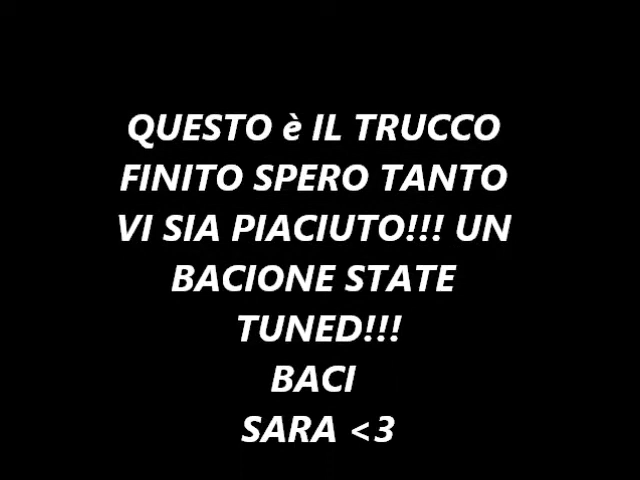 QUESTO è IL TRUCCO
FINITO SPERO TANTO
VI SIA PIACIUTO!!! UN
BACIONE STATE
TUNED!!!
BACI
SARA <3